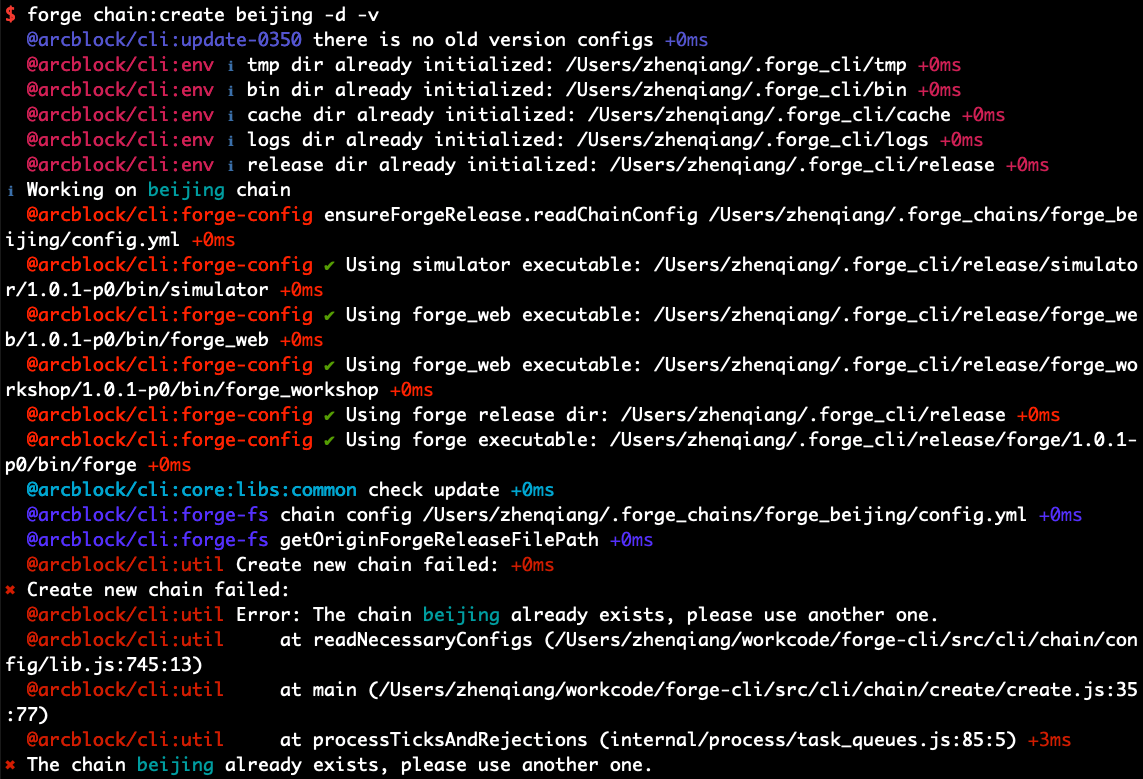 $ forge chain:create beijing -d -v
@arcblock/cli:update-0350 there is no old version configs +0ms
@arcblock/cli:env ℹ tmp dir already initialized: /Users/zhenqiang/.forge_cli/tmp +0ms
@arcblock/cli:env ℹ bin dir already initialized: /Users/zhenqiang/.forge_cli/bin +0ms
@arcblock/cli:env ℹ cache dir already initialized: /Users/zhenqiang/.forge_cli/cache +0ms
@arcblock/cli:env ℹ logs dir already initialized: /Users/zhenqiang/.forge_cli/logs +0ms
@arcblock/cli:env ℹ release dir already initialized: /Users/zhenqiang/.forge_cli/release +0ms
ℹ Working on beijing chain
@arcblock/cli:forge-config ensureForgeRelease.readChainConfig /Users/zhenqiang/.forge_chains/forge_be
ijing/config.yml +0ms
@arcblock/cli:forge-config ✔ Using simulator executable: /Users/zhenqiang/.forge_cli/release/simulato
r/1.0.1-p0/bin/simulator +0ms
@arcblock/cli:forge-config ✔ Using forge_web executable: /Users/zhenqiang/.forge_cli/release/forge_we
b/1.0.1-p0/bin/forge_web +0ms
@arcblock/cli:forge-config ✔ Using forge_web executable: /Users/zhenqiang/.forge_cli/release/forge_wo
rkshop/1.0.1-p0/bin/forge_workshop +0ms
@arcblock/cli:forge-config ✔ Using forge release dir: /Users/zhenqiang/.forge_cli/release +0ms
@arcblock/cli:forge-config ✔ Using forge executable: /Users/zhenqiang/.forge_cli/release/forge/1.0.1-
p0/bin/forge +0ms
@arcblock/cli:core:libs:common check update +0ms
@arcblock/cli:forge-fs chain config /Users/zhenqiang/.forge_chains/forge_beijing/config.yml +0ms
@arcblock/cli:forge-fs getOriginForgeReleaseFilePath +0ms
@arcblock/cli:util Create new chain failed: +0ms
✖ Create new chain failed:
@arcblock/cli:util Error: The chain beijing already exists, please use another one.
@arcblock/cli:util     at readNecessaryConfigs (/Users/zhenqiang/workcode/forge-cli/src/cli/chain/con
fig/lib.js:745:13)
@arcblock/cli:util     at main (/Users/zhenqiang/workcode/forge-cli/src/cli/chain/create/create.js:35
:77)
@arcblock/cli:util     at processTicksAndRejections (internal/process/task_queues.js:85:5) +3ms
✖ The chain beijing already exists, please use another one.